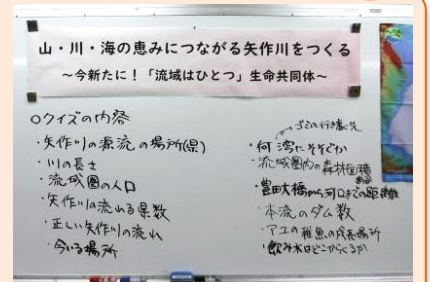 山・川・海の恵みにつながる矢作川をつくる
～今新たに！「流域はひとつ」生命共同体～
○クイズの内容
・矢作川の源流の場所(県)
・川の長さ
・流域圏の人口
・矢作川の流れる県数
・正しい矢作川の流れ
・今いる場所
ゴミの行き着く先
・何湾にそそぐか
・流域圏内の森林面積
割合
・豊田大橋から河口までの距離
・本流のダム数
・アユの稚魚の成長場所
・飲み水はどこからくるか